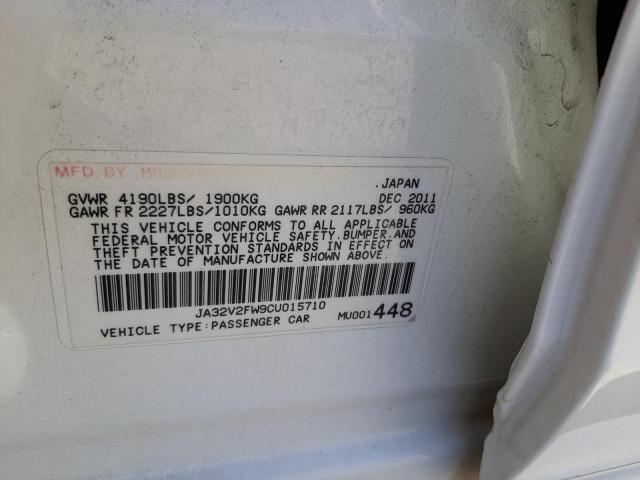 MFD. BY MITSUBISHI
.JAPAN
GVWR 4190LBS/ 1900KG DEC 2011
GAWR FR 2227LBS/1010KG GAWR RR 2117LBS/ 960KG
THIS VEHICLE CONFORMS TO ALL APPLICABLE
FEDERAL MOTOR VEHICLE SAFETY.BUMPER.AND
THEFT PREVENTION STANDARDS IN EFFECT ON
THE DATE OF MANUFACTURE SHOWN ABOVE.
JA32V2FW9CU015710
VEHICLE TYPE:PASSENGER CAR MU001448